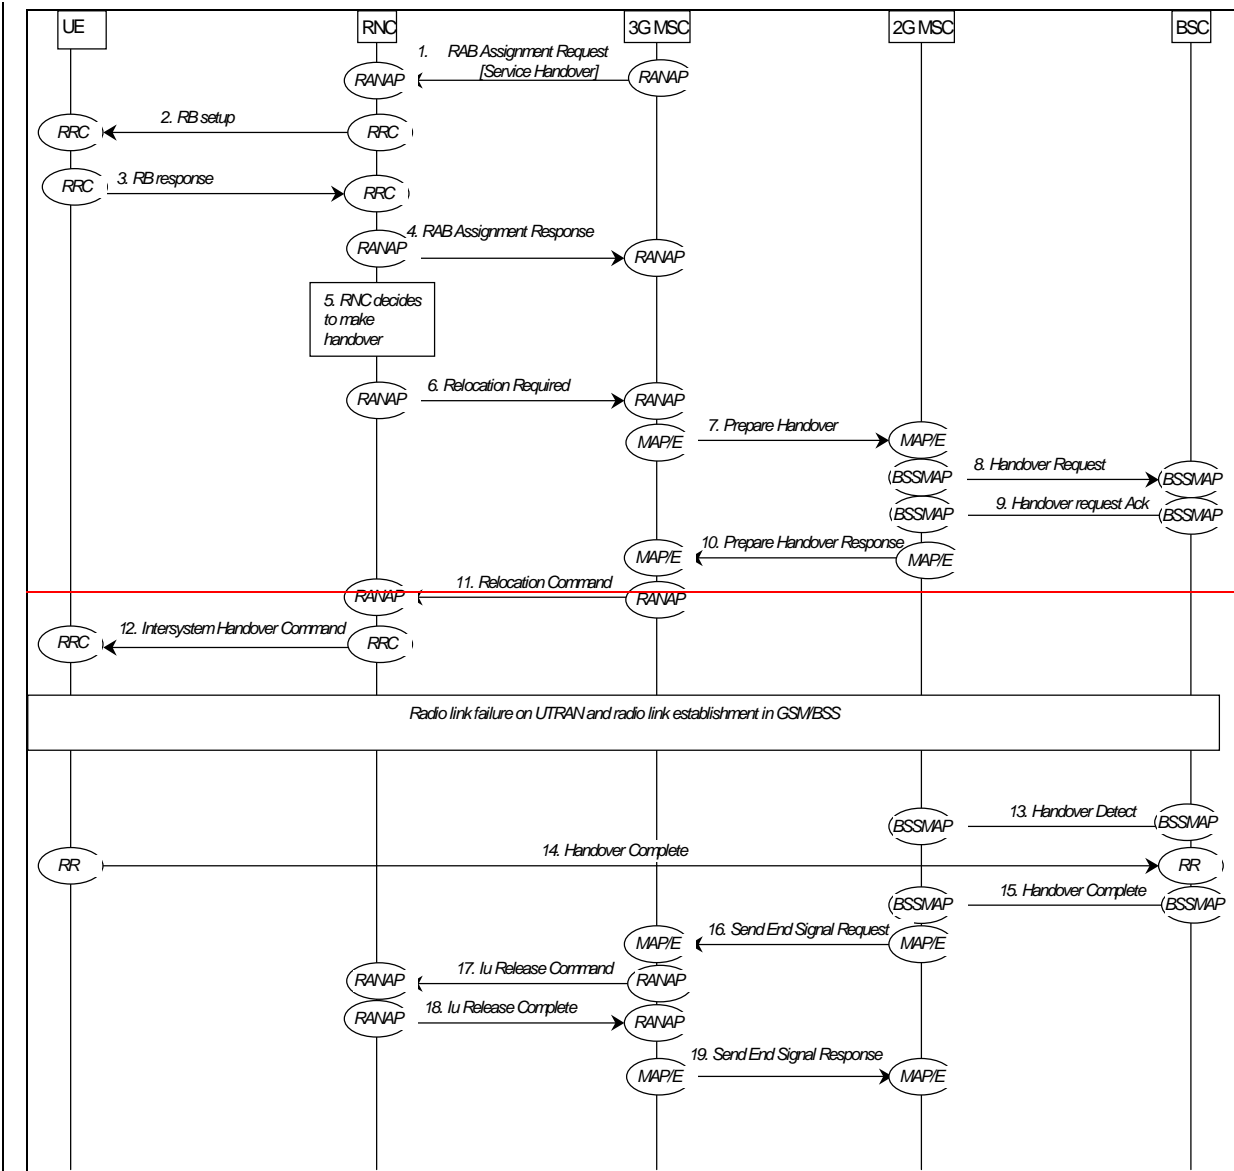 UE RNC 3G MSC 2G MSC BSC
1. RAB Assignment Request
[Service Handover]
RANAP RANAP
2. RB setup
RRC RRC
3. RB response
RRC RRC
4. RAB Assignment Response
RANAP RANAP
5. RNC decides
to make
handover
6. Relocation Required
RANAP RANAP
7. Prepare Handover
MAP/E MAP/E
8. Handover Request
BSSMAP BSSMAP
9. Handover request Ack
BSSMAP BSSMAP
10. Prepare Handover Response
MAP/E MAP/E
11. Relocation Command
RANAP RANAP
12. Intersystem Handover Command
RRC RRC
Radio link failure on UTRAN and radio link establishment in GSM/BSS
13. Handover Detect
BSSMAP BSSMAP
14. Handover Complete
RR RR
15. Handover Complete
BSSMAP BSSMAP
16. Send End Signal Request
MAP/E MAP/E
17. Iu Release Command
RANAP RANAP
18. Iu Release Complete
RANAP RANAP
19. Send End Signal Response
MAP/E MAP/E